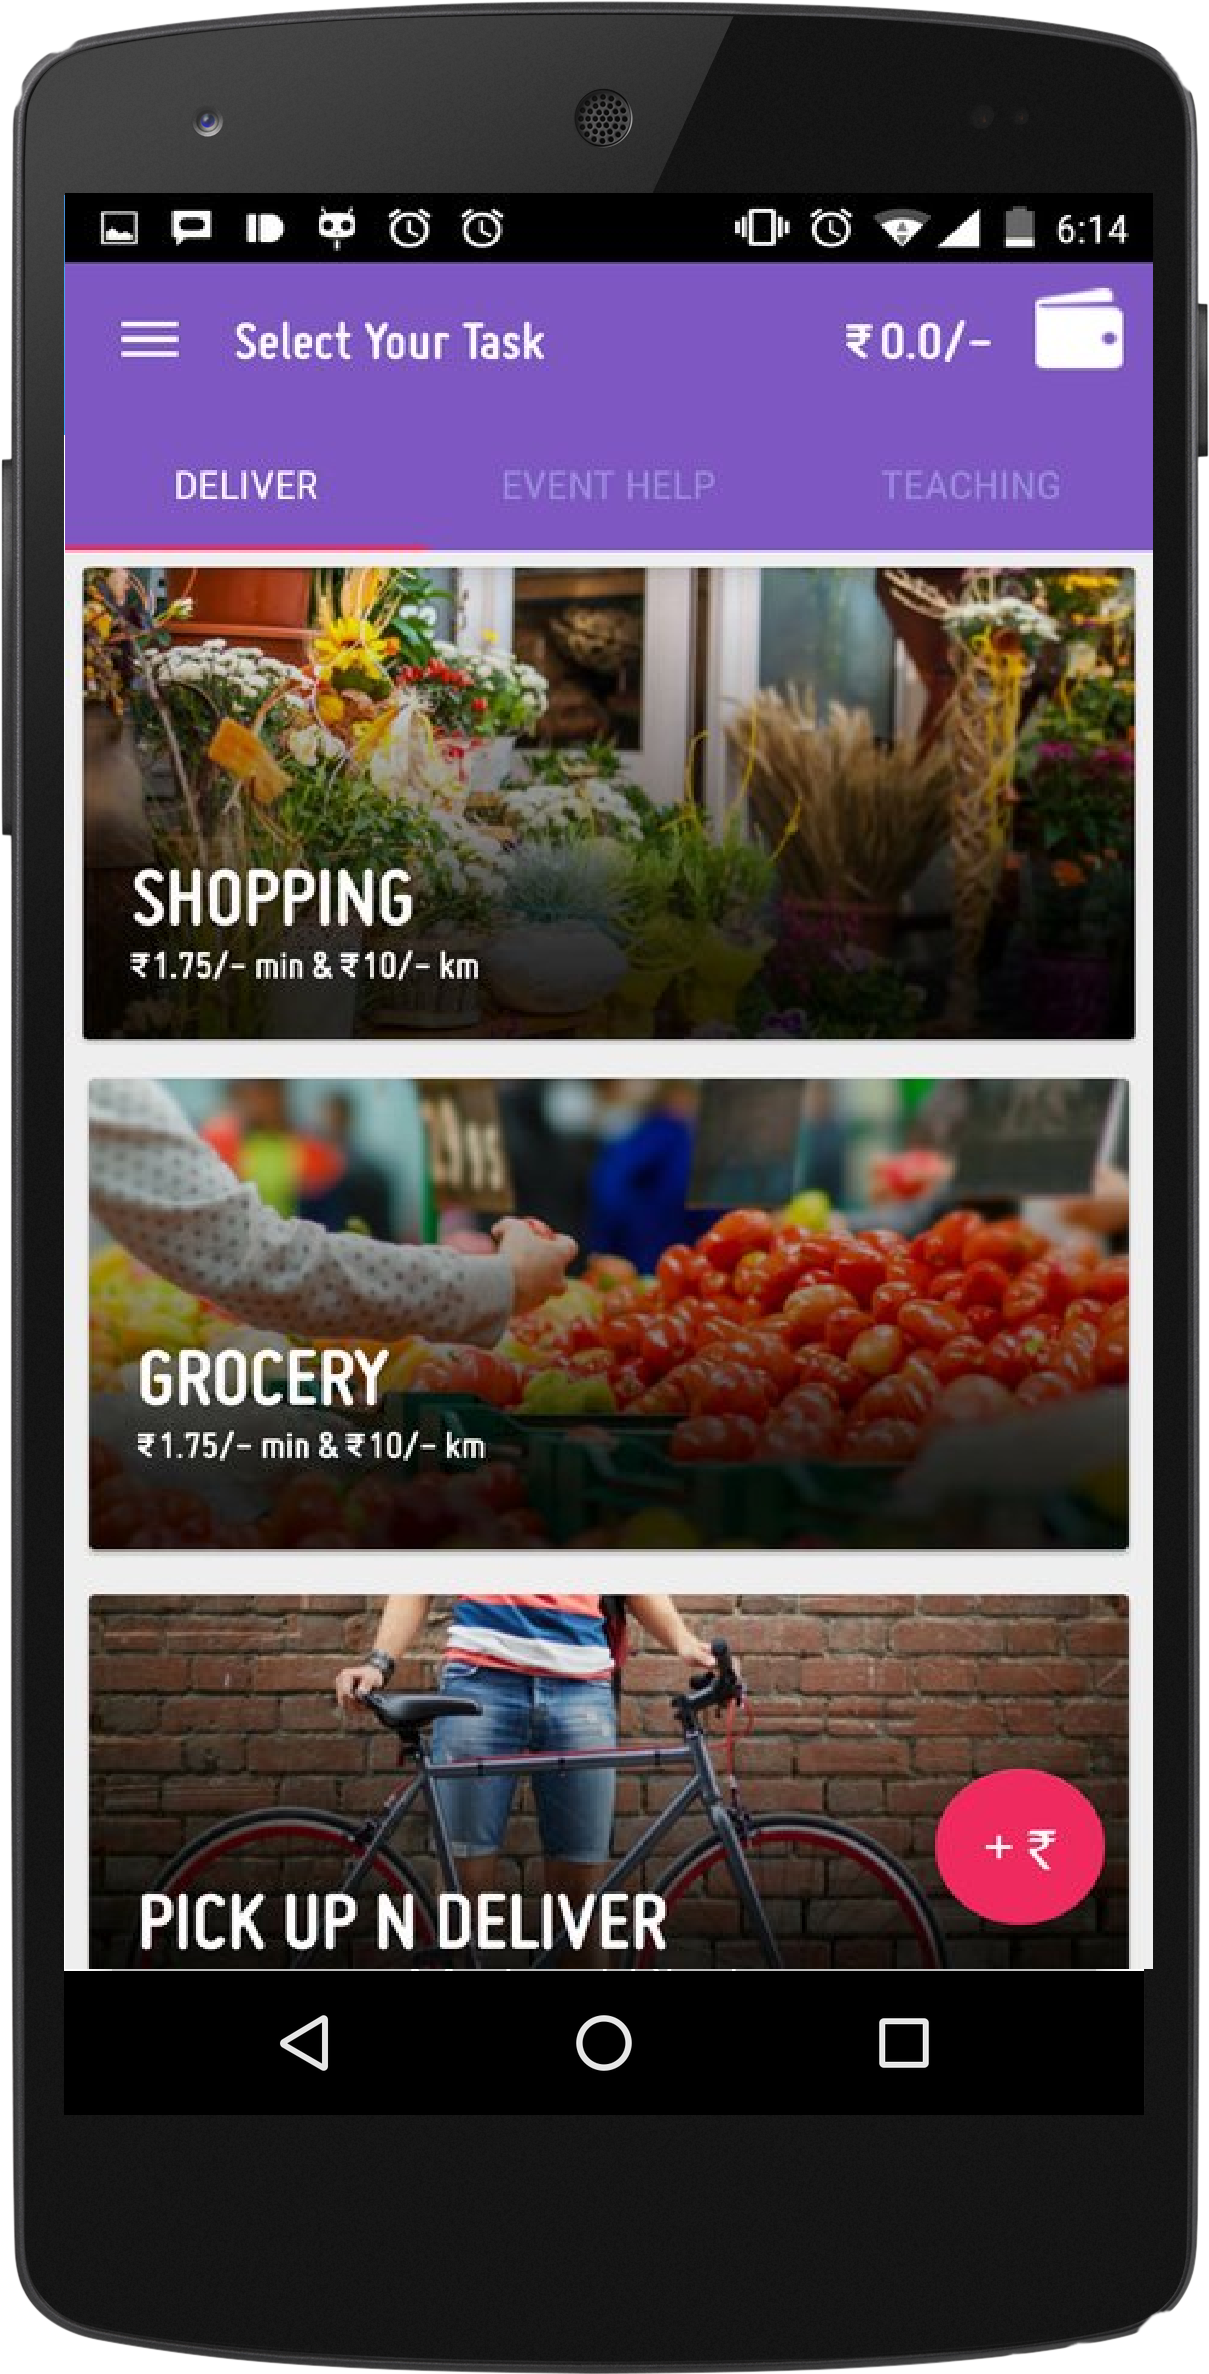 6:14
Select Your Task ₹0.0/-
DELIVER EVENT HELP TEACHING
SHOPPING
₹1.75/- min & ₹10/- km
GROCERY
₹1.75/- min & ₹10/- km
+ ₹
PICK UP N DELIVER